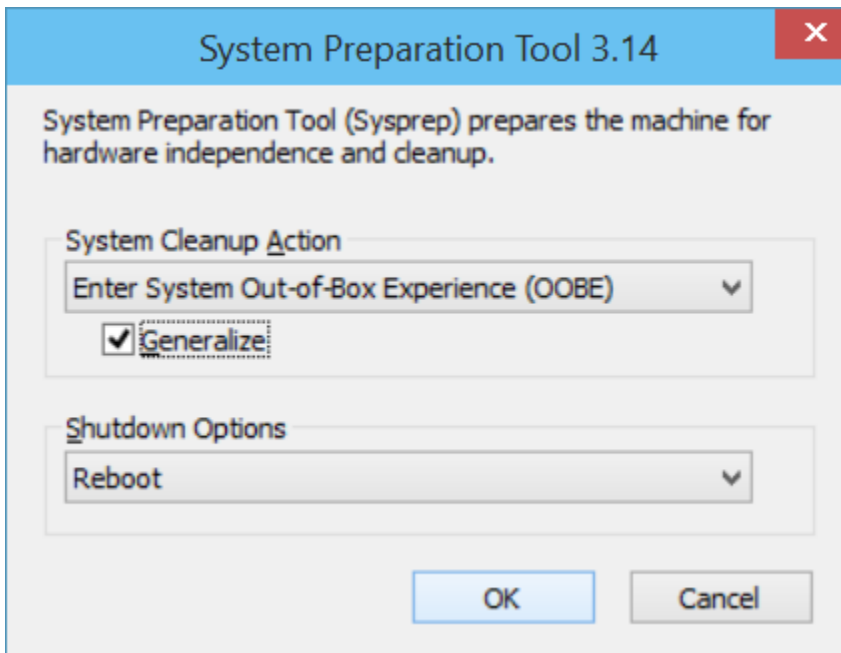 System Preparation Tool 3.14
System Preparation Tool (Sysprep) prepares the machine for
hardware independence and cleanup.
System Cleanup Action
Enter System Out-of-Box Experience (OOBE)
Generalize
Shutdown Options
Reboot
OK Cancel